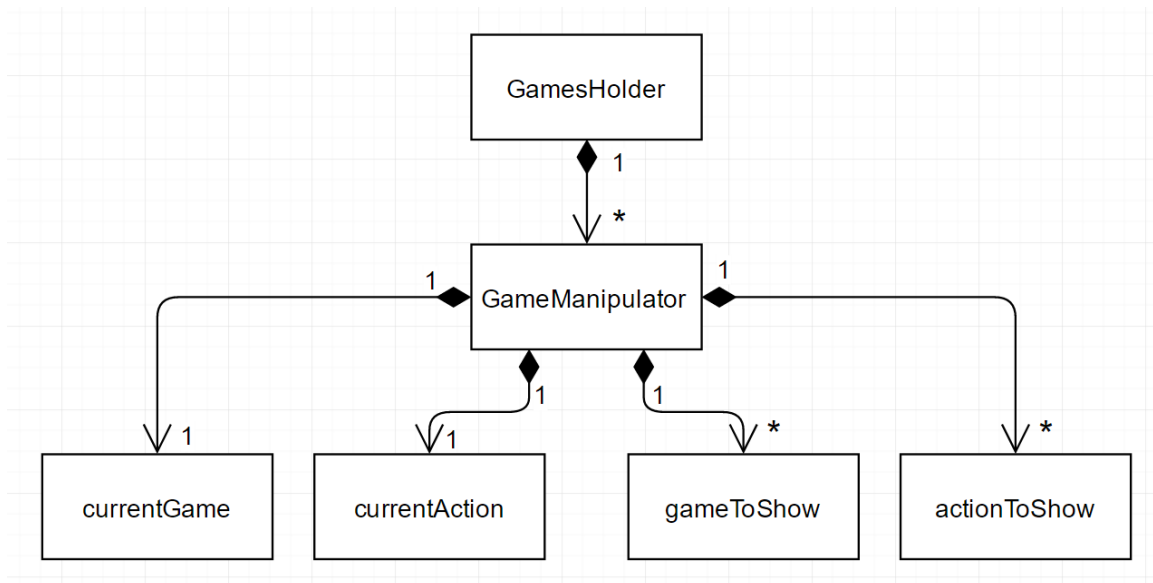 GamesHolder
1
*
1
GameManipulator
1
1
1
1
1
*
*
currentGame
currentAction
gameToShow
actionToShow